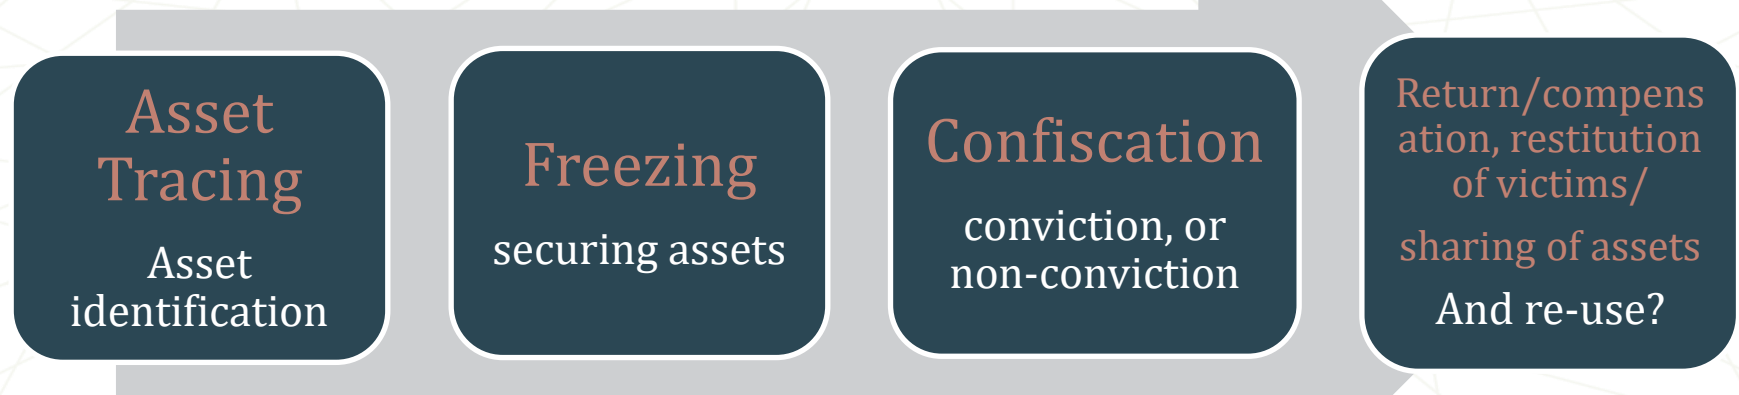 Asset
Tracing
Asset
identification
Freezing
securing assets
Confiscation
conviction, or
non-conviction
Return/compens
ation, restitution
of victims/
sharing of assets
And re-use?